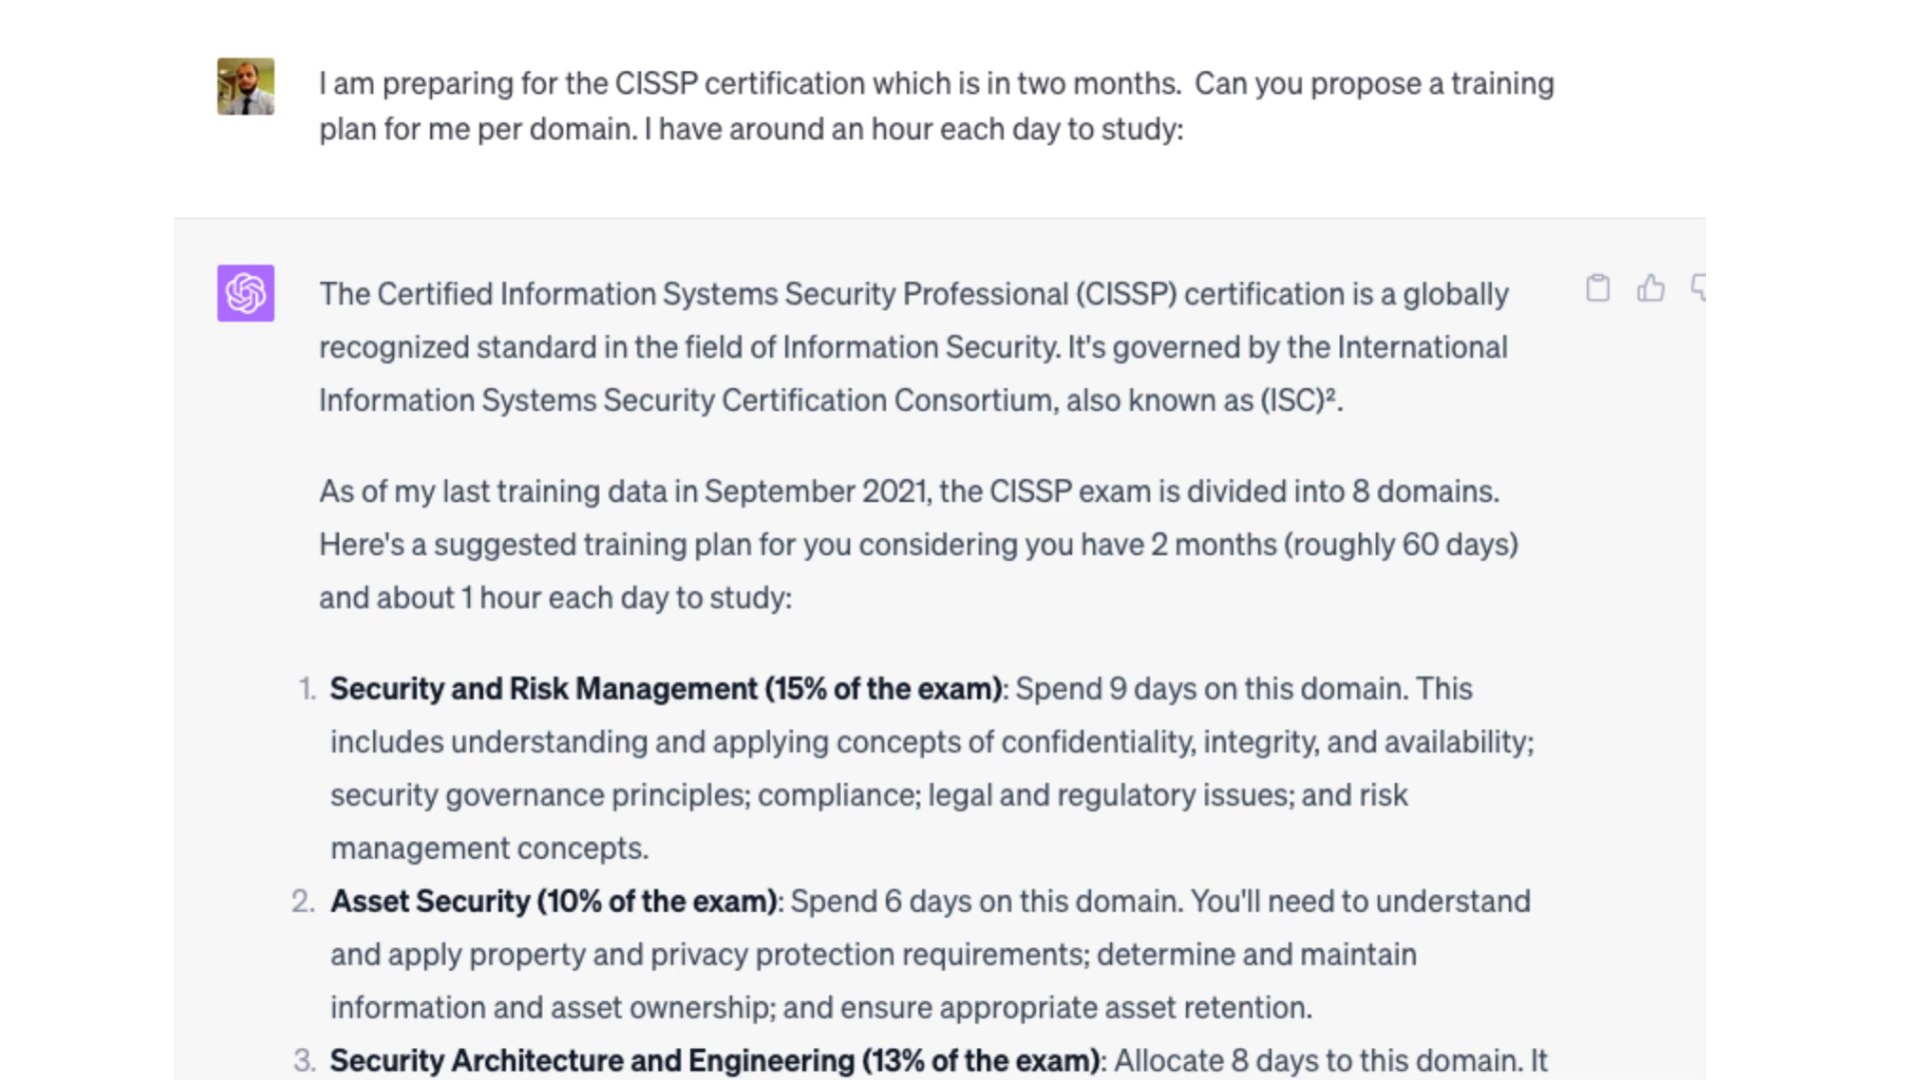 I am preparing for the CISSP certification which is in two months.  Can you propose a training
plan for me per domain. I have around an hour each day to study:
The Certified Information Systems Security Professional (CISSP) certification is a globally
recognized standard in the field of Information Security. It's governed by the International
Information Systems Security Certification Consortium, also known as (ISC)².
As of my last training data in September 2021, the CISSP exam is divided into 8 domains.
Here's a suggested training plan for you considering you have 2 months (roughly 60 days)
and about 1 hour each day to study:
1. Security and Risk Management (15% of the exam): Spend 9 days on this domain. This
includes understanding and applying concepts of confidentiality, integrity, and availability;
security governance principles; compliance; legal and regulatory issues; and risk
management concepts.
2. Asset Security (10% of the exam): Spend 6 days on this domain. You'll need to understand
and apply property and privacy protection requirements; determine and maintain
information and asset ownership; and ensure appropriate asset retention.
3. Security Architecture and Engineering (13% of the exam): Allocate 8 days to this domain. It